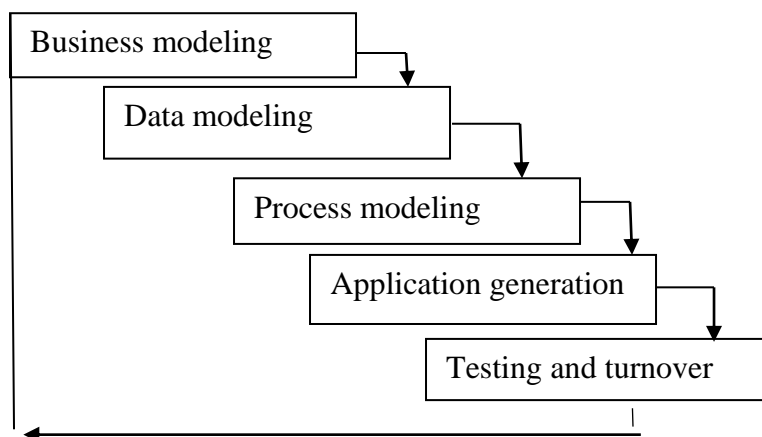 Business modeling
Data modeling
Process modeling
Application generation
Testing and turnover